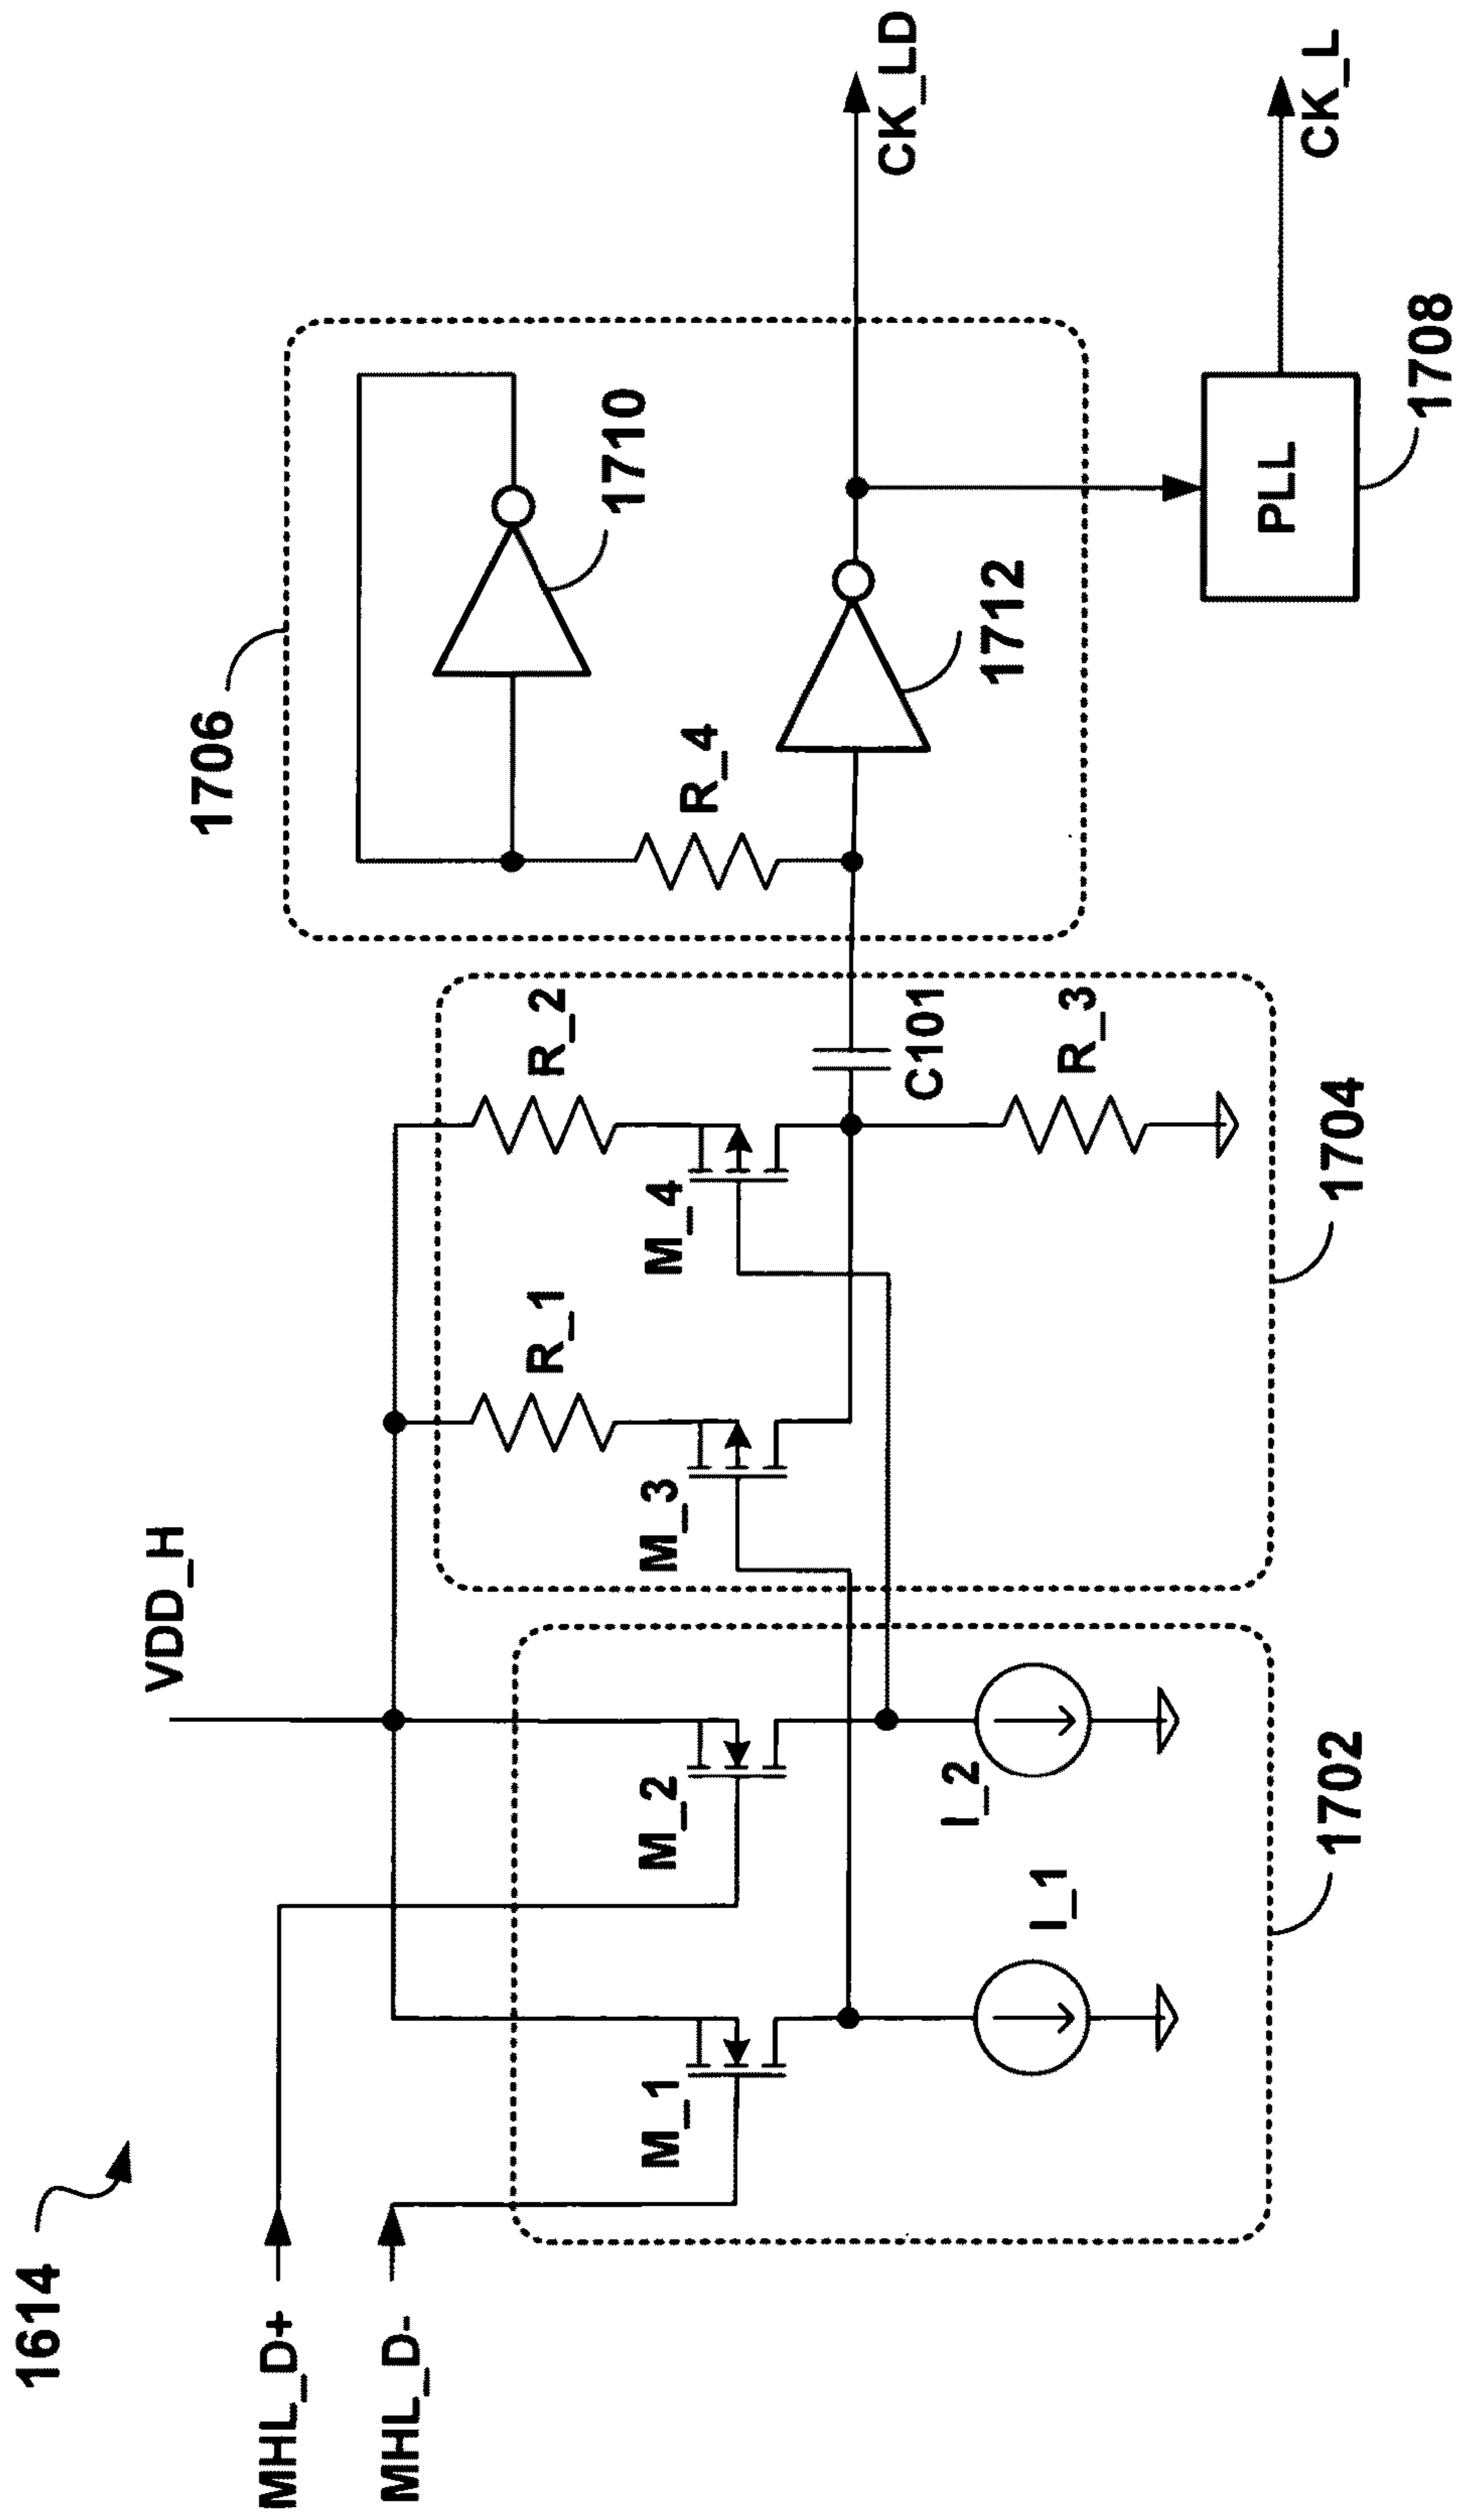 1614
MHL_D+
MHL_D-
VDD_H
M_1
M_2
I_1
I_2
1702
R_1
R_2
M_3
M_4
C101
R_3
1704
1706
R_4
1710
1712
CK_LD
PLL
1708
CK_L